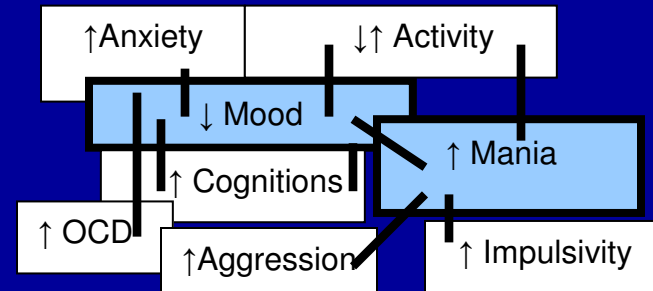 ↑Anxiety
↓↑ Activity
↓ Mood
↑ Mania
↑ Cognitions
↑ OCD
↑Aggression
↑ Impulsivity